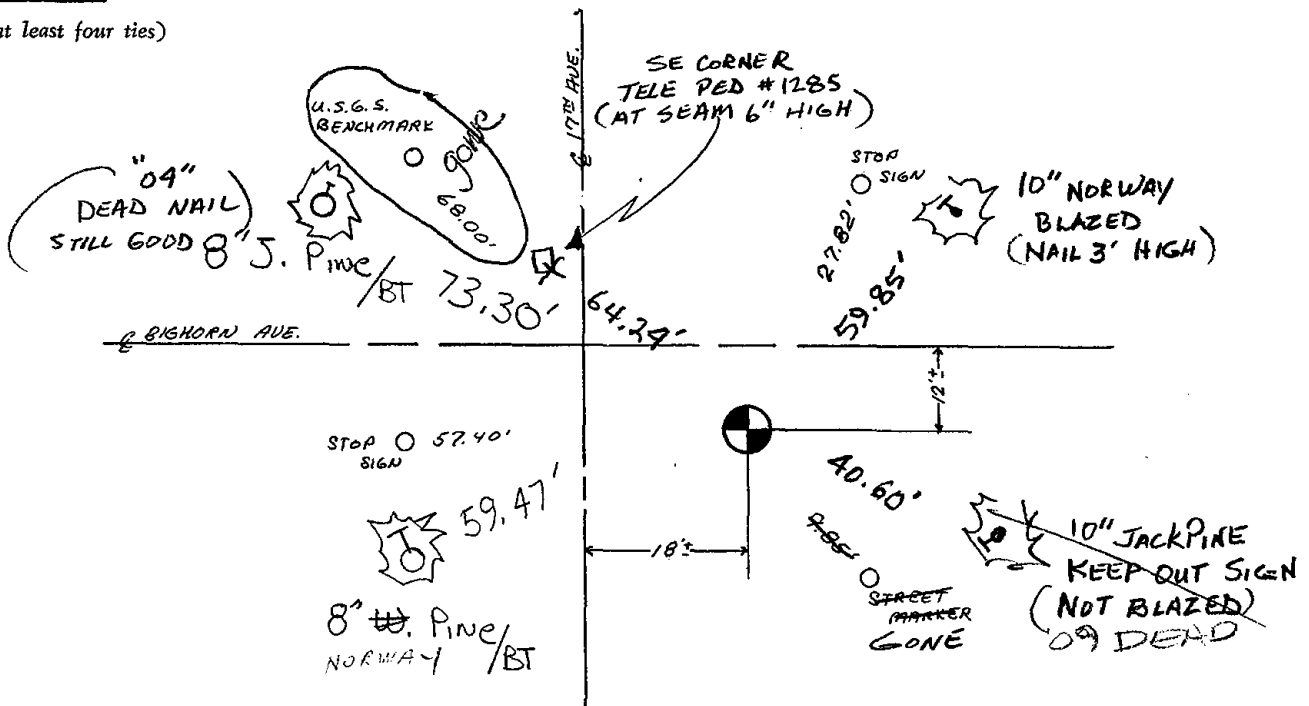 at least four ties)
℄ 17TH AVE.
SE CORNER
TELE PED #1285
(AT SEAM 6" HIGH)
U.S.G.S.
BENCHMARK
gone
68.00'
"04"
DEAD NAIL
STILL GOOD
8" J. Pine
/BT
73.30'
64.24'
STOP
SIGN
27.82'
59.85'
10" NORWAY
BLAZED
(NAIL 3' HIGH)
℄ BIGHORN AVE.
12'±
STOP
SIGN
57.40'
59.47'
8" W. Pine
NORWAY /BT
18'±
40.60'
9.85'
STREET
MARKER
GONE
10" JACKPINE
KEEP OUT SIGN
(NOT BLAZED)
'09 DEAD